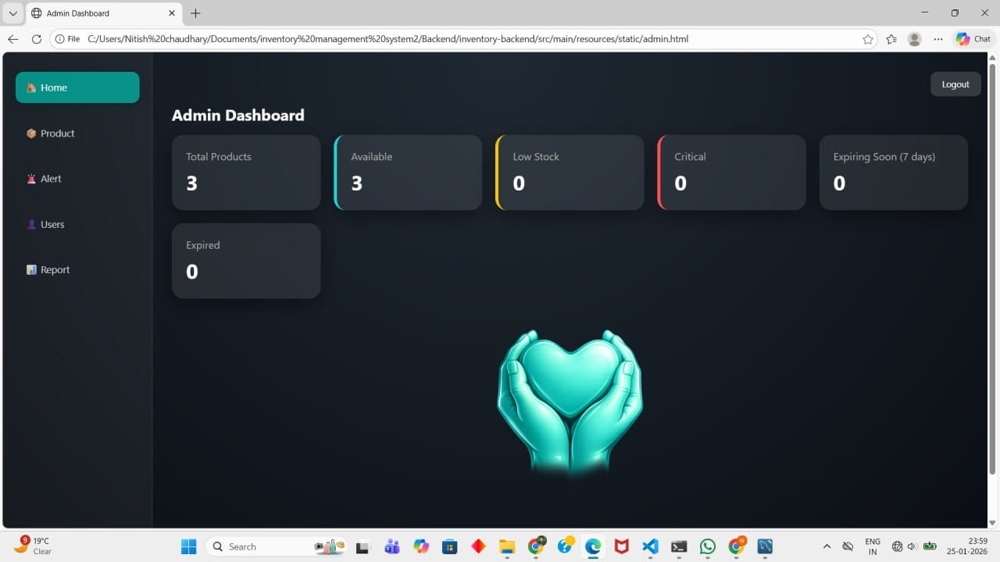 Admin Dashboard
File C:/Users/Nitish%20chaudhary/Documents/inventory%20management%20system2/Backend/inventory-backend/src/main/resources/static/admin.html
Chat
Home
Logout
Admin Dashboard
Product
Alert
Users
Report
Total Products
3
Available
3
Low Stock
0
Critical
0
Expiring Soon (7 days)
0
Expired
0
9
19°C
Clear
Search
N
ENG
IN
23:59
25-01-2026